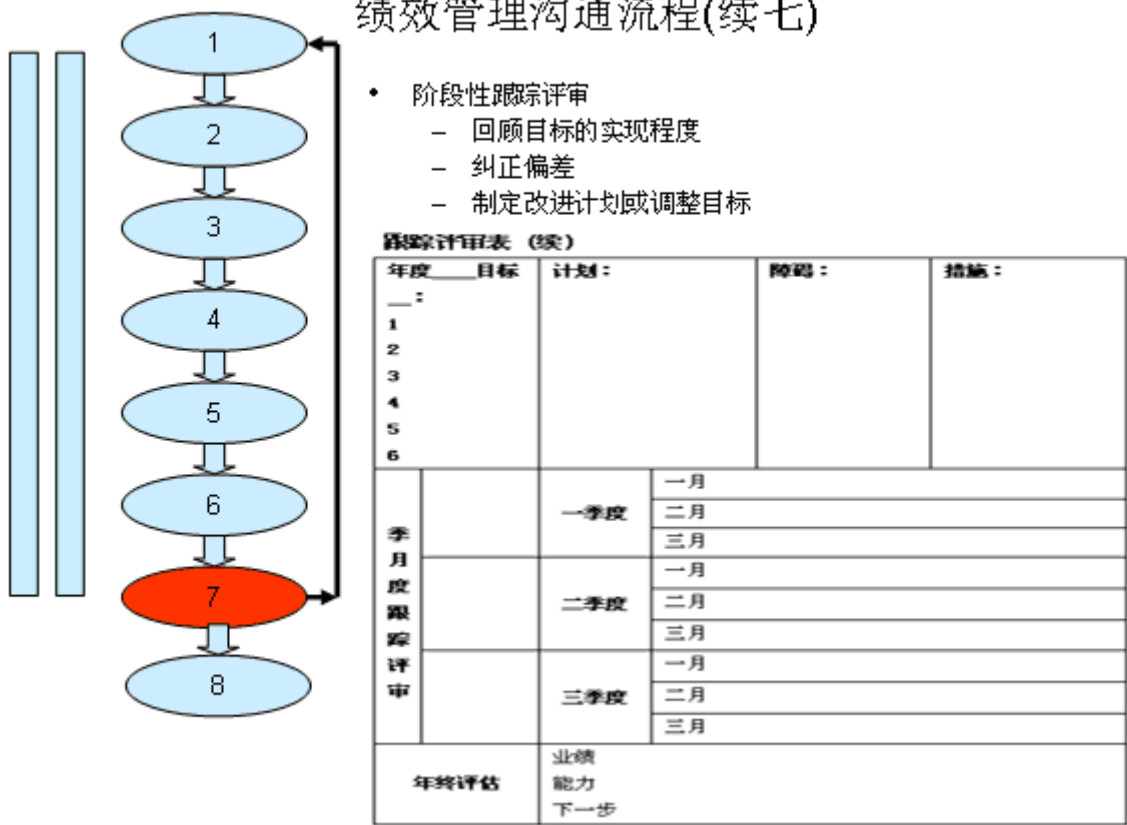 绩效管理沟通流程(续七)
1
2
3
4
5
6
7
8
• 阶段性跟踪评审
– 回顾目标的实现程度
– 纠正偏差
– 制定改进计划或调整目标
跟踪评审表 (续)
年度____目标__:
1
2
3
4
5
6
计划:
障碍:
措施:
季月度跟踪评审
一季度
一月
二月
三月
二季度
一月
二月
三月
三季度
一月
二月
三月
年终评估
业绩
能力
下一步